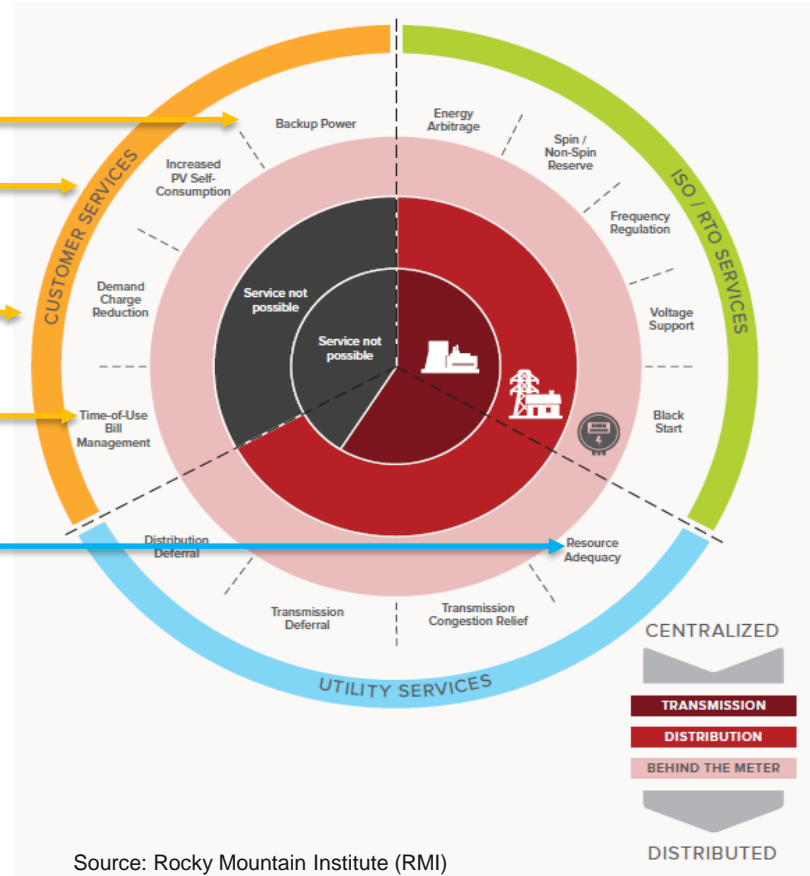 Backup Power
Energy
Arbitrage
Spin /
Non-Spin
Reserve
Increased
PV Self-
Consumption
Frequency
Regulation
CUSTOMER SERVICES
ISO / RTO SERVICES
Demand
Charge
Reduction
Service not
possible
Voltage
Support
Service not
possible
Time-of-Use
Bill
Management
Black
Start
Distribution
Deferral
Resource
Adequacy
Transmission
Deferral
Transmission
Congestion Relief
UTILITY SERVICES
CENTRALIZED
TRANSMISSION
DISTRIBUTION
BEHIND THE METER
DISTRIBUTED
Source: Rocky Mountain Institute (RMI)